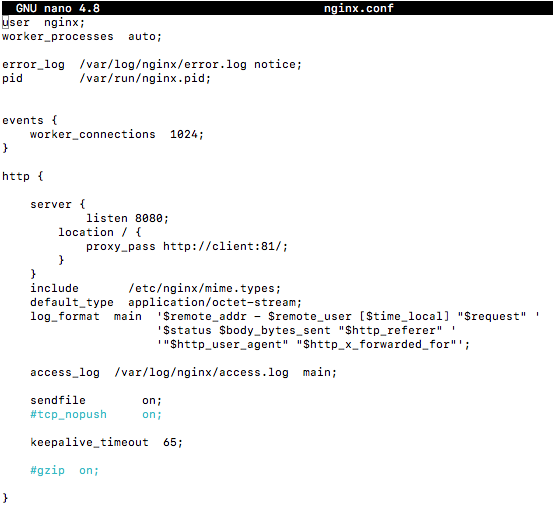 GNU nano 4.8 nginx.conf
user  nginx;
worker_processes  auto;
error_log  /var/log/nginx/error.log notice;
pid        /var/run/nginx.pid;
events {
    worker_connections  1024;
}
http {
    server {
            listen 8080;
        location / {
            proxy_pass http://client:81/;
        }
    }
    include       /etc/nginx/mime.types;
    default_type  application/octet-stream;
    log_format  main  '$remote_addr - $remote_user [$time_local] "$request" '
                      '$status $body_bytes_sent "$http_referer" '
                      '"$http_user_agent" "$http_x_forwarded_for"';
    access_log  /var/log/nginx/access.log  main;
    sendfile        on;
    #tcp_nopush     on;
    keepalive_timeout  65;
    #gzip  on;
}